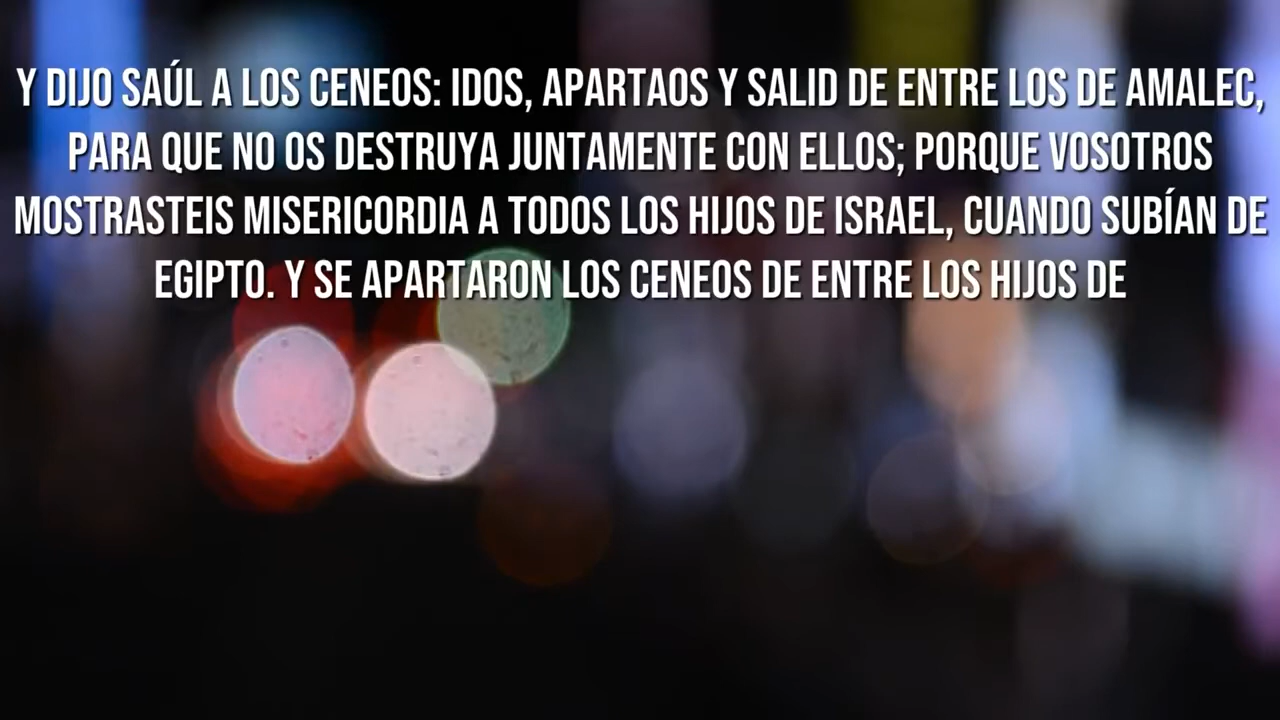 Y DIJO SAÚL A LOS CENEOS: IDOS, APARTAOS Y SALID DE ENTRE LOS DE AMALEC,
PARA QUE NO OS DESTRUYA JUNTAMENTE CON ELLOS; PORQUE VOSOTROS
MOSTRASTEIS MISERICORDIA A TODOS LOS HIJOS DE ISRAEL, CUANDO SUBÍAN DE
EGIPTO. Y SE APARTARON LOS CENEOS DE ENTRE LOS HIJOS DE